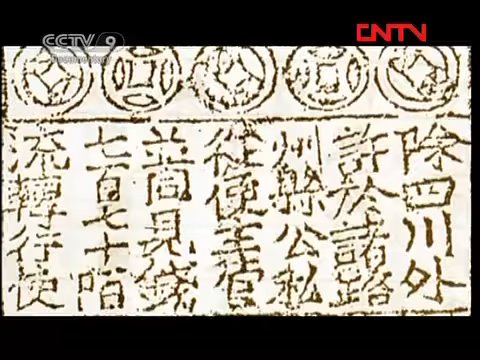 CCTV 9
Documentary
CNTV
除四川外
許於諸路
州縣公私
從便主管
並同見錢
七百七十陌
流轉行使